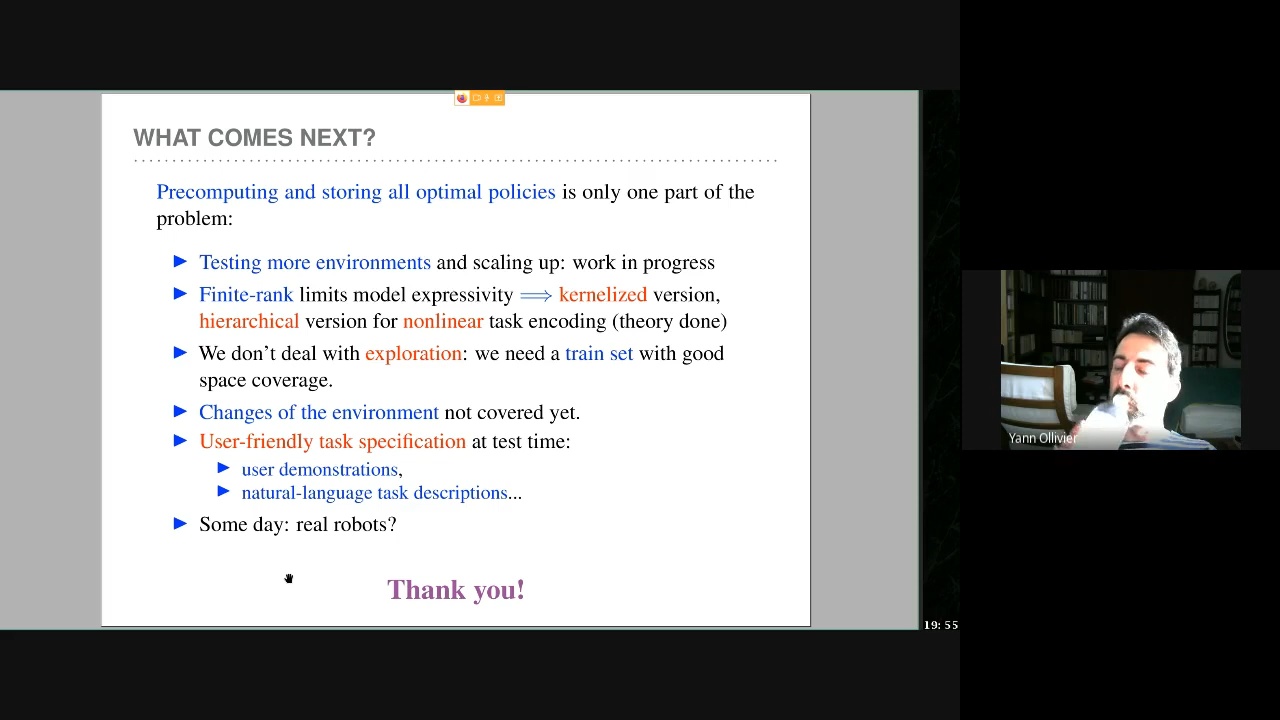 WHAT COMES NEXT?
Precomputing and storing all optimal policies is only one part of the
problem:
► Testing more environments and scaling up: work in progress
► Finite-rank limits model expressivity ⟹ kernelized version,
hierarchical version for nonlinear task encoding (theory done)
► We don't deal with exploration: we need a train set with good
space coverage.
► Changes of the environment not covered yet.
► User-friendly task specification at test time:
► user demonstrations,
► natural-language task descriptions...
► Some day: real robots?
Thank you!
19:55
Yann Ollivier